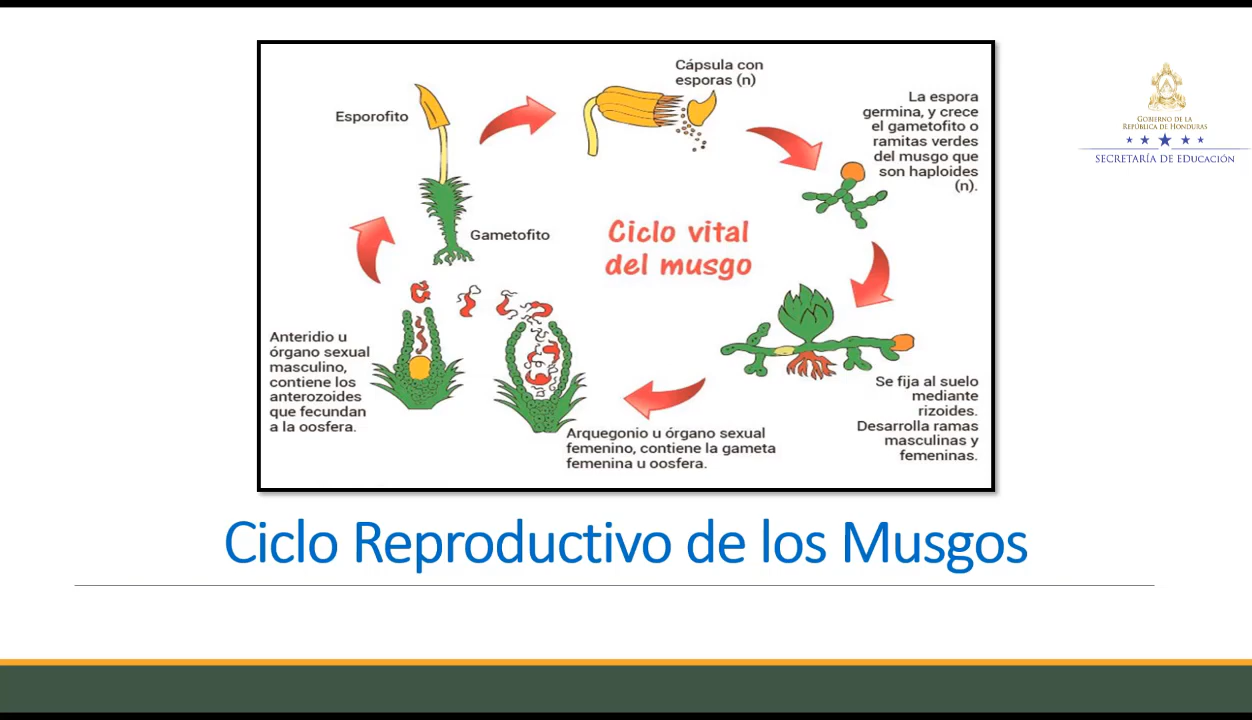 Cápsula con
esporas (n)
Esporofito
La espora
germina, y crece
el gametofito o
ramitas verdes
del musgo que
son haploides
(n).
Gametofito
Ciclo vital
del musgo
Anteridio u
órgano sexual
masculino,
contiene los
anterozoides
que fecundan
a la oosfera.
Arquegonio u órgano sexual
femenino, contiene la gameta
femenina u oosfera.
Se fija al suelo
mediante
rizoides.
Desarrolla ramas
masculinas y
femeninas.
GOBIERNO DE LA
REPÚBLICA DE HONDURAS
SECRETARÍA DE EDUCACIÓN
Ciclo Reproductivo de los Musgos